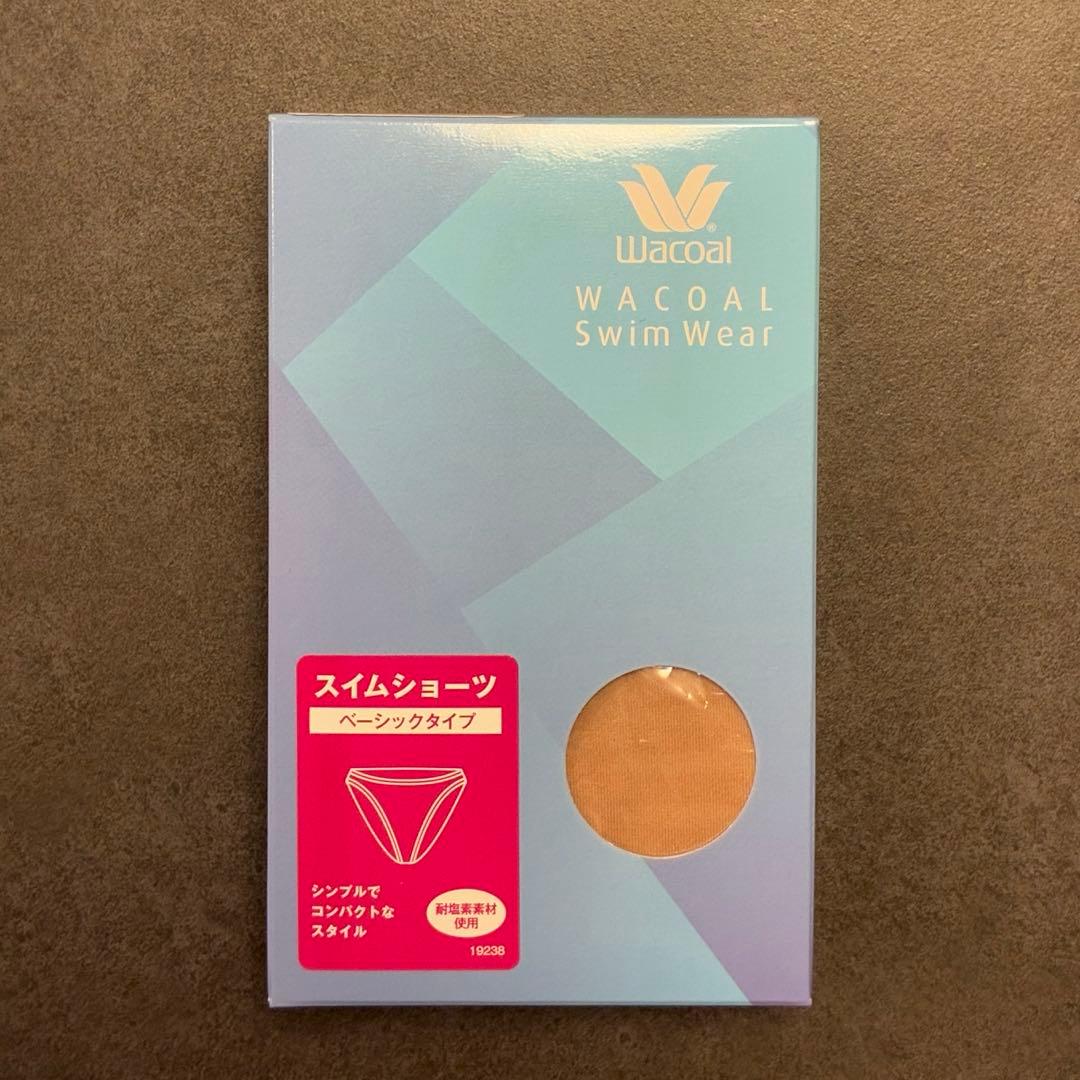 Wacoal
WACOAL
Swim Wear
スイムショーツ
ベーシックタイプ
シンプルで
コンパクトな
スタイル
耐塩素素材
使用
19238